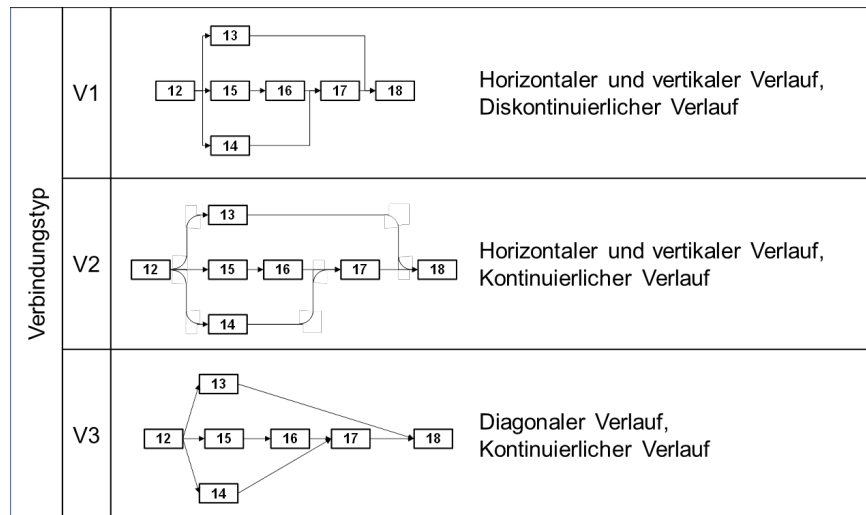 Verbindungstyp
V1
13
12
15
16
17
18
14
Horizontaler und vertikaler Verlauf,
Diskontinuierlicher Verlauf
V2
13
12
15
16
17
18
14
Horizontaler und vertikaler Verlauf,
Kontinuierlicher Verlauf
V3
13
12
15
16
17
18
14
Diagonaler Verlauf,
Kontinuierlicher Verlauf